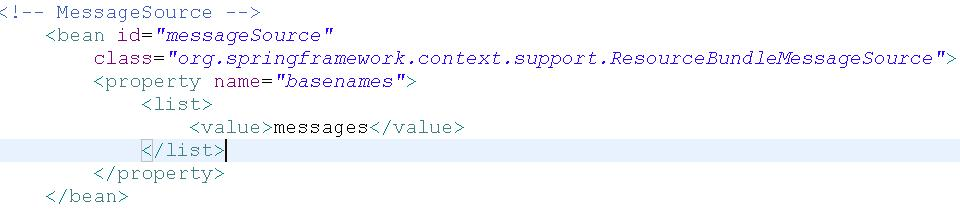 <!-- MessageSource -->
<bean id="messageSource"
class="org.springframework.context.support.ResourceBundleMessageSource">
<property name="basenames">
<list>
<value>messages</value>
</list>
</property>
</bean>